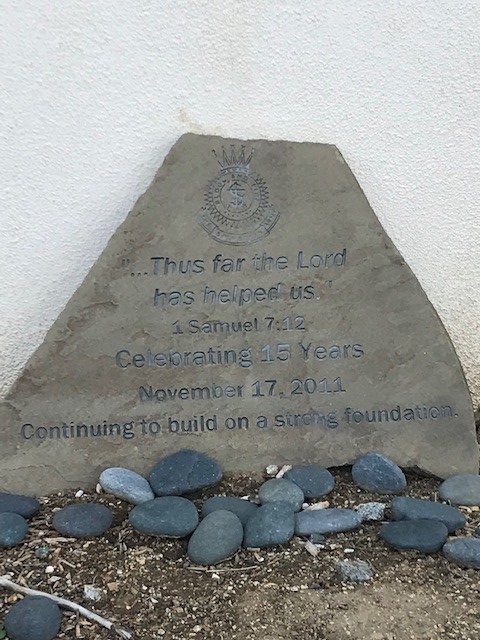 "...Thus far the Lord
has helped us."
1 Samuel 7:12
Celebrating 15 Years
November 17, 2011
Continuing to build on a strong foundation.